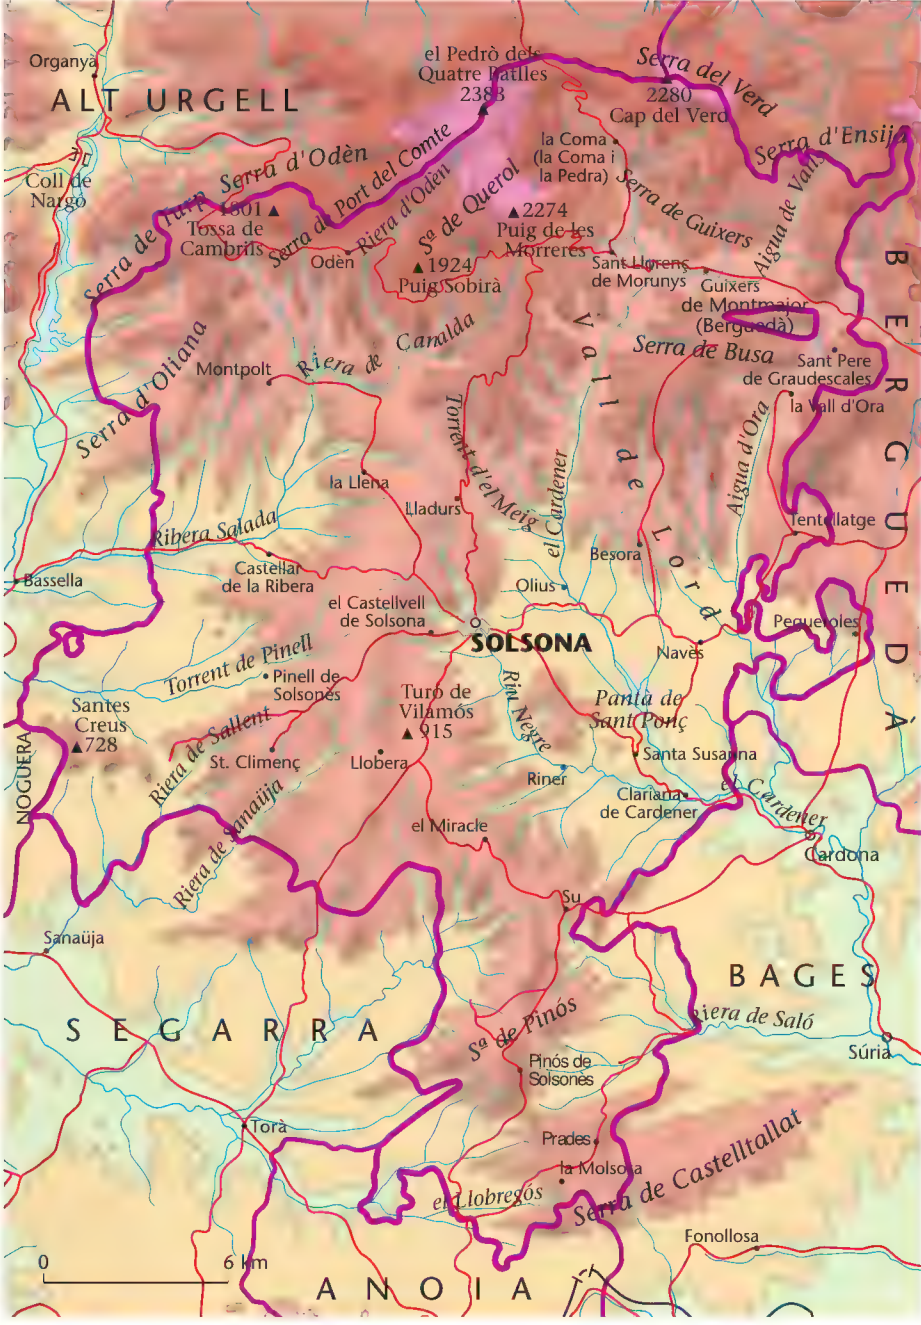 Organyà
ALT URGELL
el Pedrò dels
Quatre Batlles
2383
Serra del Verd
2280
Cap del Verd
Serra d'Ensija
la Coma
(la Coma i
la Pedra)
Coll de
Nargó
Serra d'Odèn
Serra de Port del Comte
Riera d'Odèn
Sª de Querol
Serra de Guixers
Aigua de Valls
Serra de Turp
1801
Tossa de
Cambrils
2274
Puig de les
Morreres
Odèn
1924
Puig Sobirà
Sant Llorenç
de Morunys
Guixers
de Montmajor
(Berguedà)
BERGUEDÀ
Serra d'Oliana
Montpolt
Riera de Canalda
Vall de Lord
Serra de Busa
Sant Pere
de Graudescales
la Vall d'Ora
Aigua d'Ora
Torrent d'el Meig
el Cardener
la Llena
Lladurs
Ribera Salada
Tentellatge
Bassella
Castellar
de la Ribera
Besora
Olius
el Castellvell
de Solsona
SOLSONA
Pegueroles
Navès
Torrent de Pinell
Pinell de
Solsonès
Riu Negre
Turó de
Vilamós
915
Pantà de
Sant Ponç
Santes
Creus
728
NOGUERA
Riera de Sallent
St. Climenç
Llobera
Santa Susanna
Riner
Riera de Sanaüja
Clariana
de Cardener
el Cardener
el Miracle
Cardona
Su
Sanaüja
BAGES
SEGARRA
Sª de Pinós
Riera de Saló
Súria
Pinós de
Solsonès
Torà
Prades
la Molsosa
Serra de Castelltallat
el Llobregós
Fonollosa
0 6 km
ANOIA